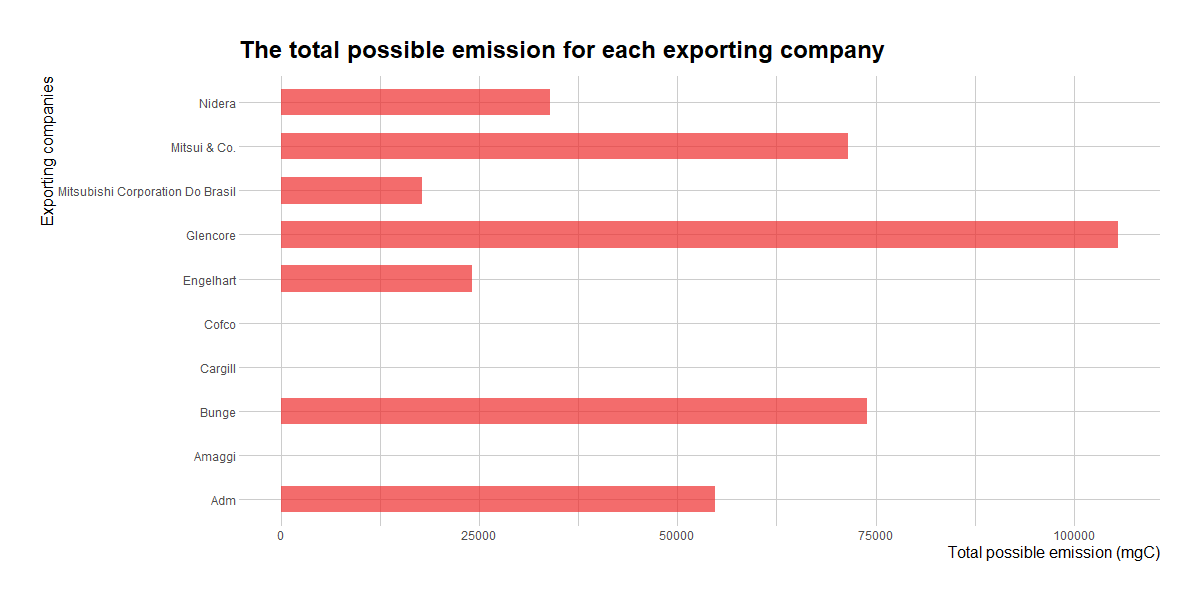 The total possible emission for each exporting company
Exporting companies
Nidera
Mitsui & Co.
Mitsubishi Corporation Do Brasil
Glencore
Engelhart
Cofco
Cargill
Bunge
Amaggi
Adm
0 25000 50000 75000 100000
Total possible emission (mgC)